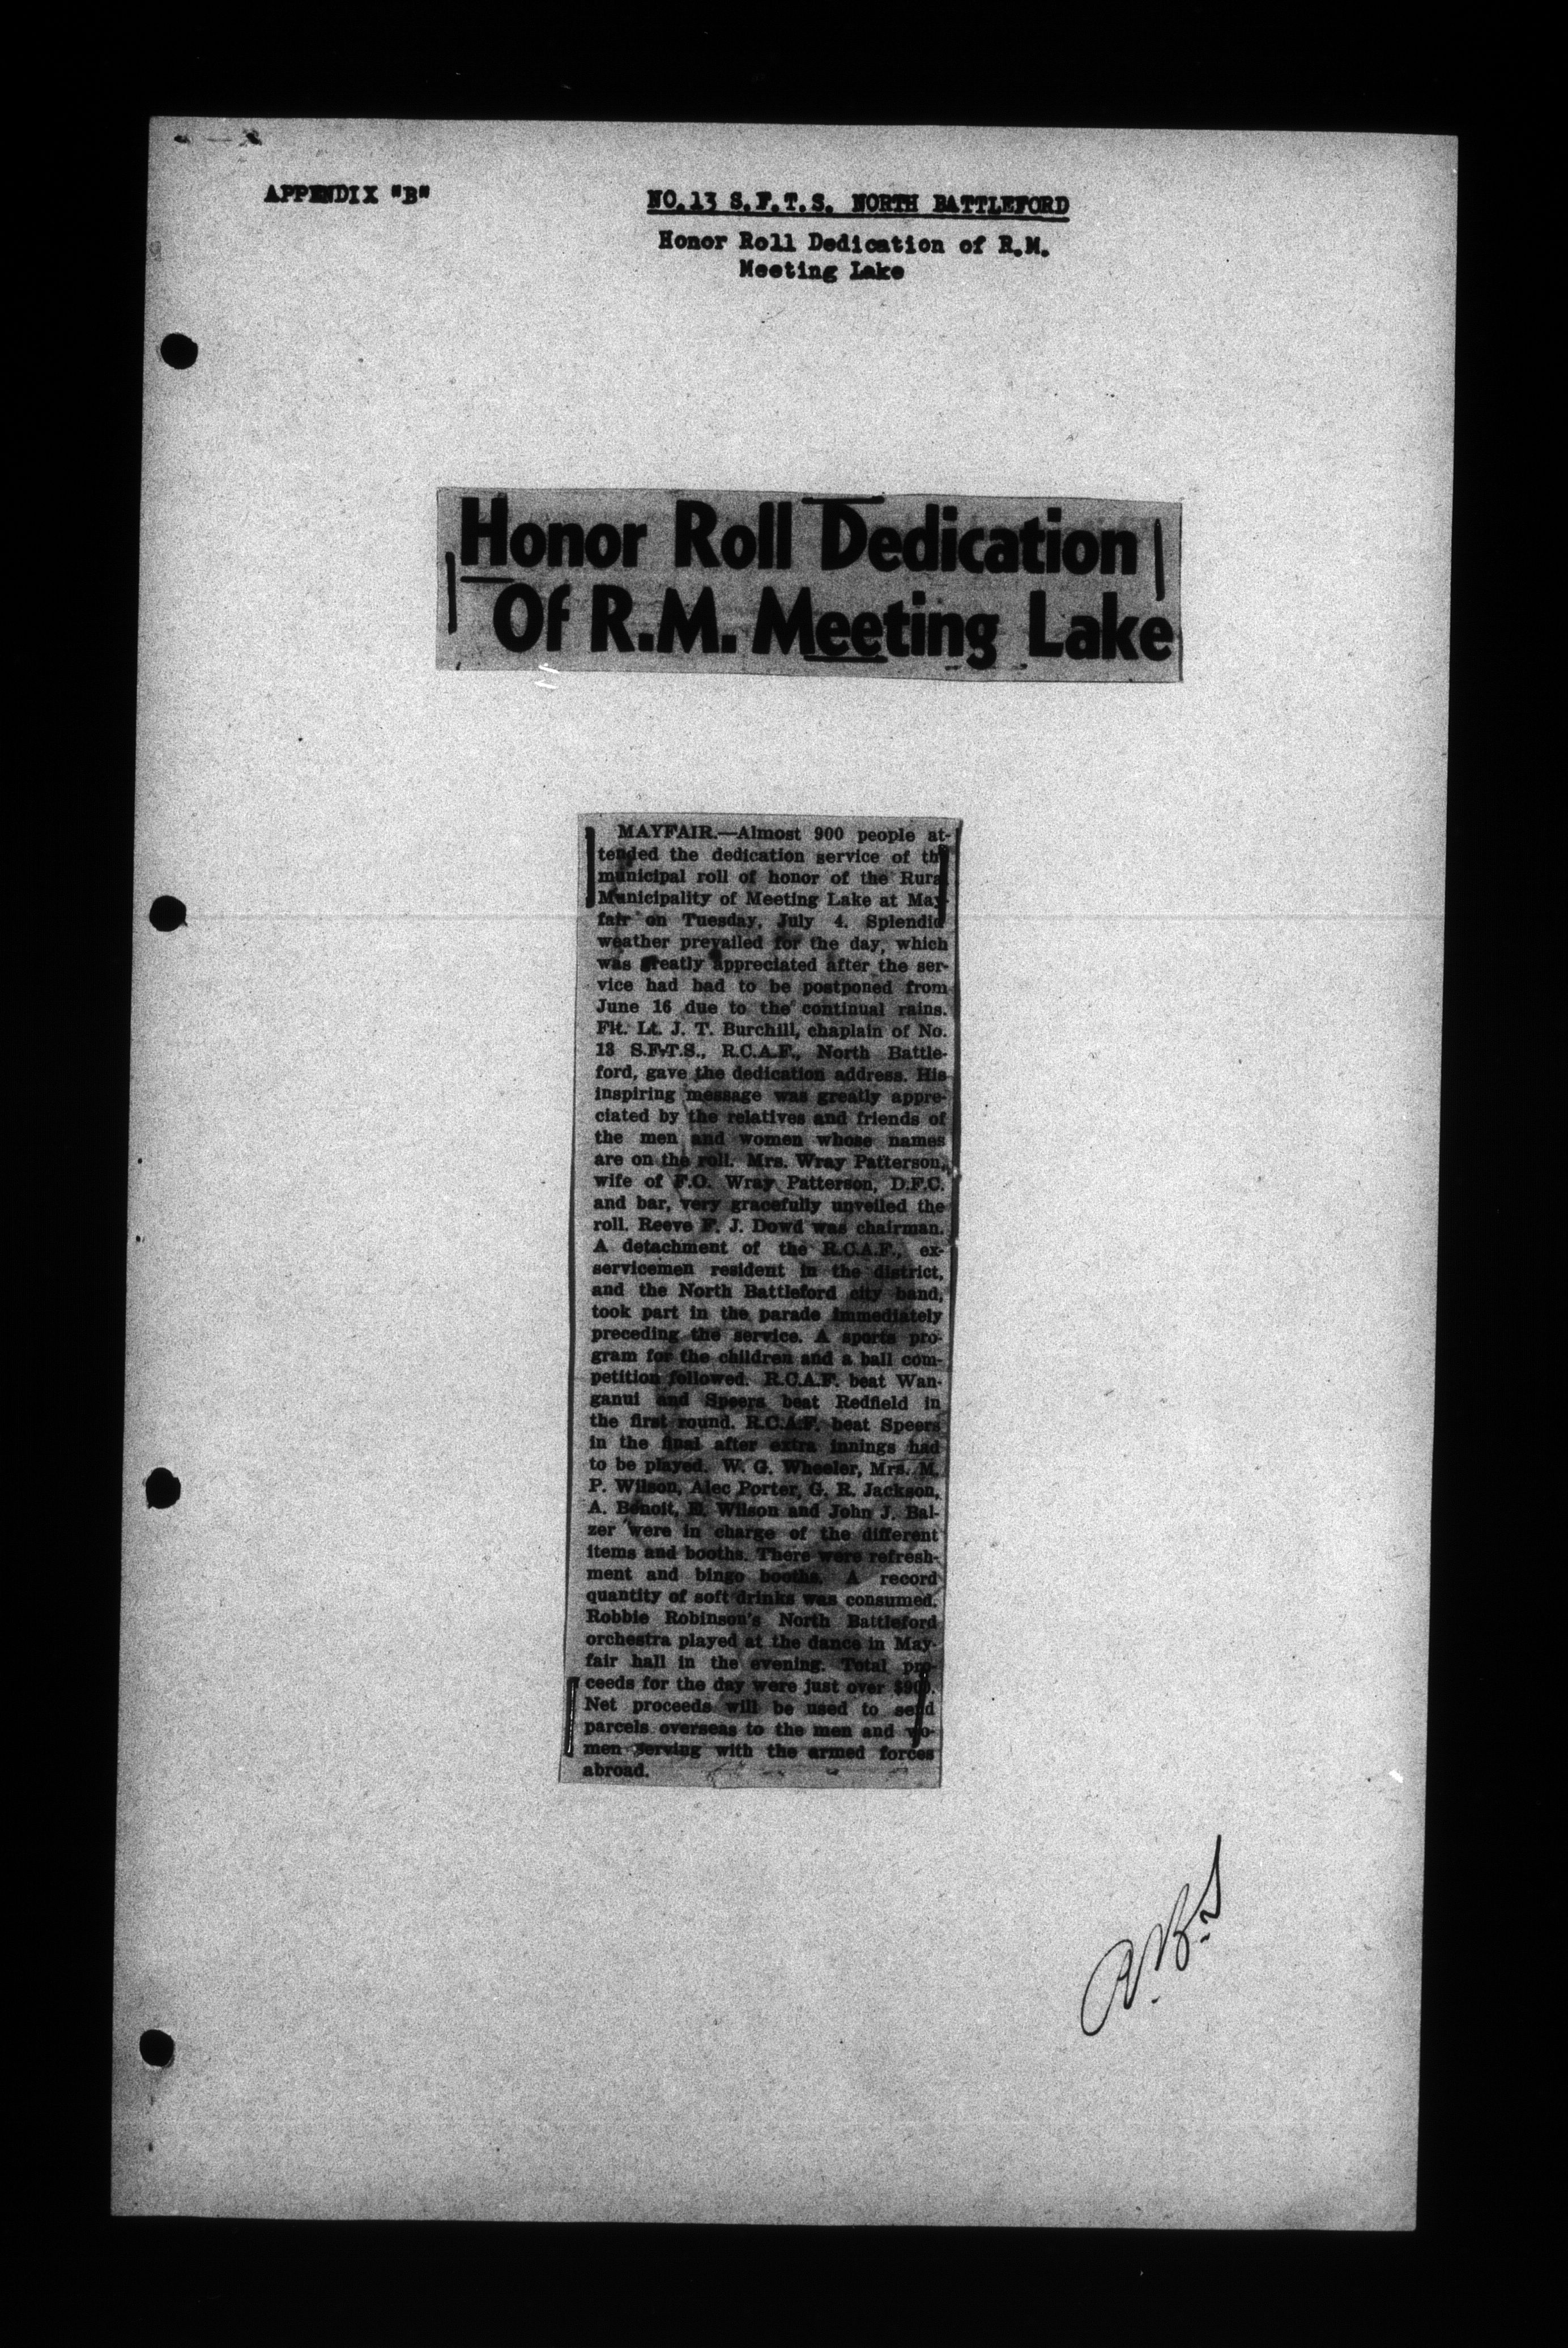 APPENDIX "B"
NO.13 S.F.T.S. NORTH BATTLEFORD
Honor Roll Dedication of R.M.
Meeting Lake
Honor Roll Dedication
Of R.M. Meeting Lake
MAYFAIR.—Almost 900 people at-
tended the dedication service of the
municipal roll of honor of the Rural
Municipality of Meeting Lake at May-
fair on Tuesday, July 4. Splendid
weather prevailed for the day, which
was greatly appreciated after the ser-
vice had had to be postponed from
June 16 due to the continual rains.
Flt. Lt. J. T. Burchill, chaplain of No.
13 S.F.T.S., R.C.A.F., North Battle-
ford, gave the dedication address. His
inspiring message was greatly appre-
ciated by the relatives and friends of
the men and women whose names
are on the roll. Mrs. Wray Patterson,
wife of F.O. Wray Patterson, D.F.C.
and bar, very gracefully unveiled the
roll. Reeve F. J. Dowd was chairman.
A detachment of the R.C.A.F., ex-
servicemen resident in the district,
and the North Battleford city band,
took part in the parade immediately
preceding the service. A sports pro-
gram for the children and a ball com-
petition followed. R.C.A.F. beat Wan-
ganui and Speers beat Redfield in
the first round. R.C.A.F. beat Speers
in the final after extra innings had
to be played. W. G. Wheeler, Mrs. M.
P. Wilson, Alec Porter, G. R. Jackson,
A. Benoit, Wilson and John J. Bal-
zer were in charge of the different
items and booths. There were refresh-
ment and bingo booths. A record
quantity of soft drinks was consumed.
Robbie Robinson's North Battleford
orchestra played at the dance in May-
fair hall in the evening. Total pro-
ceeds for the day were just over $900.
Net proceeds will be used to send
parcels overseas to the men and wo-
men serving with the armed forces
abroad.